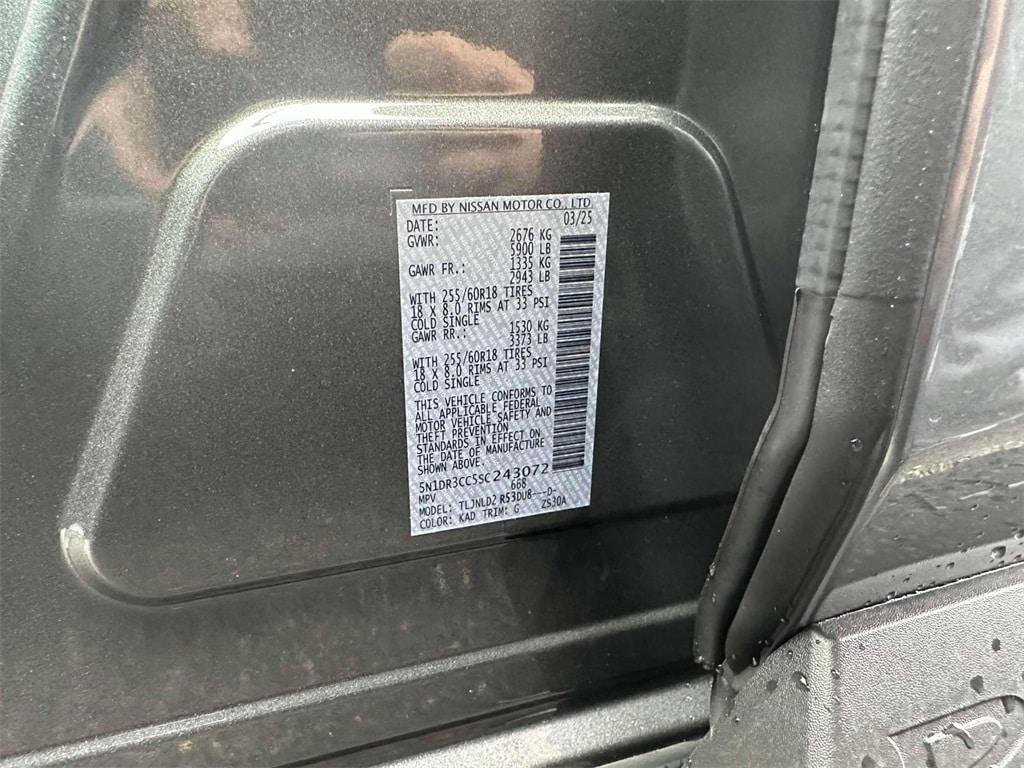 MFD BY NISSAN MOTOR CO., LTD.
DATE: 03/25
GVWR: 2676 KG
5900 LB
GAWR FR.: 1335 KG
2943 LB
WITH 255/60R18 TIRES
18 X 8.0 RIMS AT 33 PSI
COLD SINGLE
GAWR RR.: 1530 KG
3373 LB
WITH 255/60R18 TIRES
18 X 8.0 RIMS AT 33 PSI
COLD SINGLE
THIS VEHICLE CONFORMS TO
ALL APPLICABLE FEDERAL
MOTOR VEHICLE SAFETY AND
THEFT PREVENTION
STANDARDS IN EFFECT ON
THE DATE OF MANUFACTURE
SHOWN ABOVE.
5N1DR3CC5SC243072
MPV 668
MODEL: TLJNLD2 R53DU8---D-
COLOR: KAD TRIM: G ZS30A